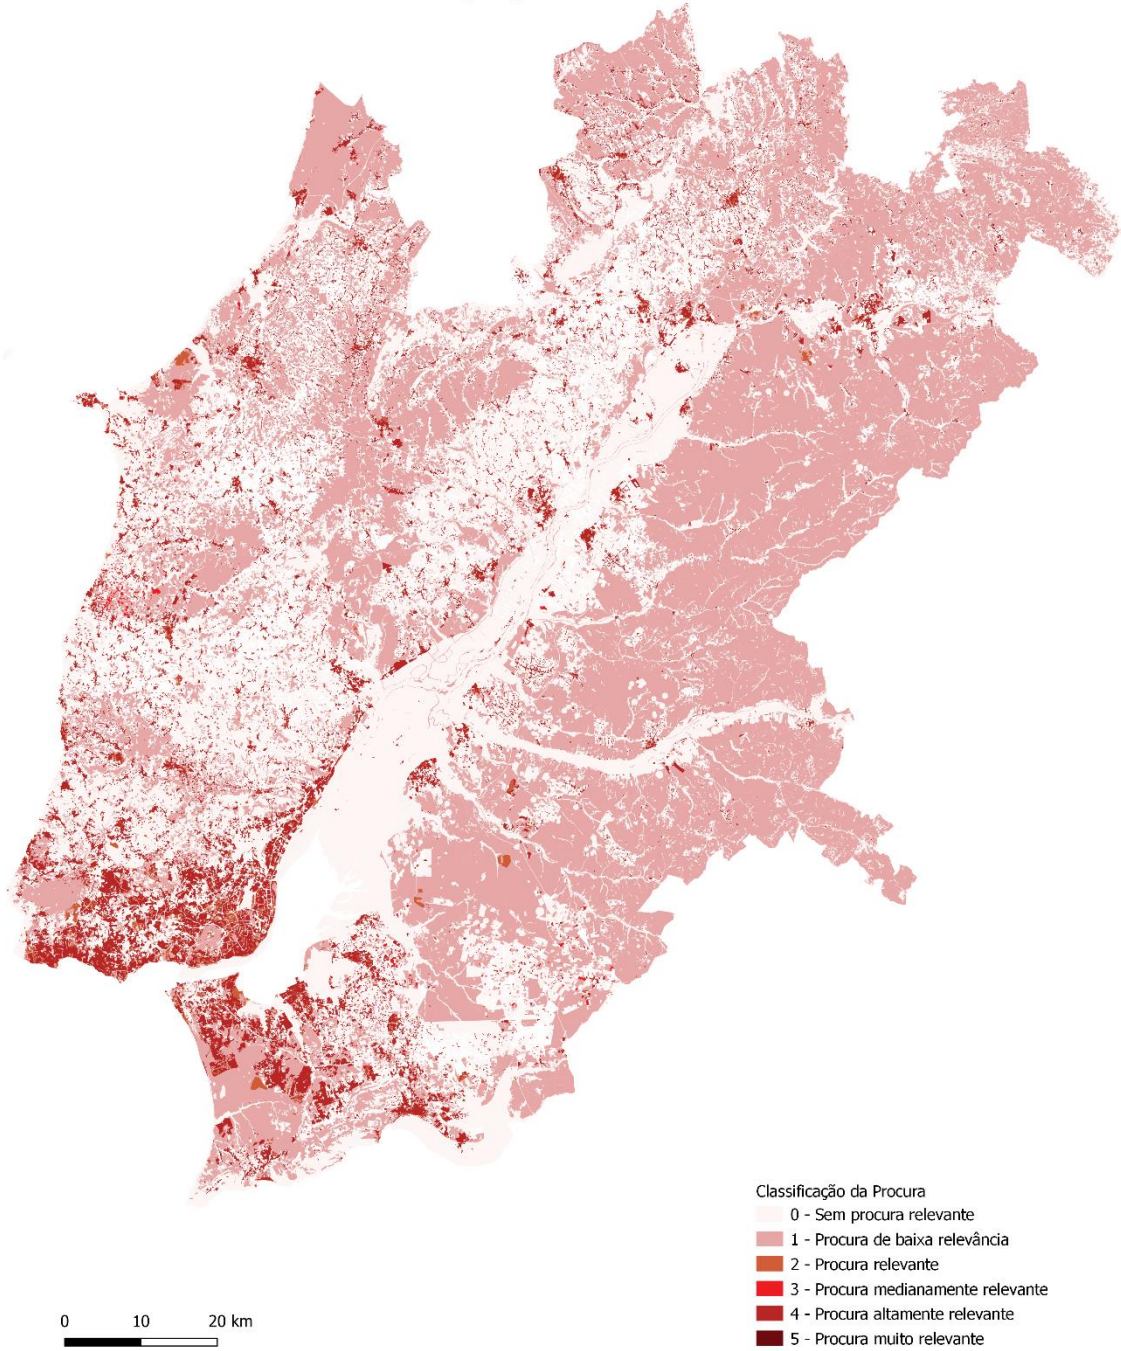 Classificação da Procura
0 - Sem procura relevante
1 - Procura de baixa relevância
2 - Procura relevante
3 - Procura medianamente relevante
4 - Procura altamente relevante
5 - Procura muito relevante
0 10 20 km